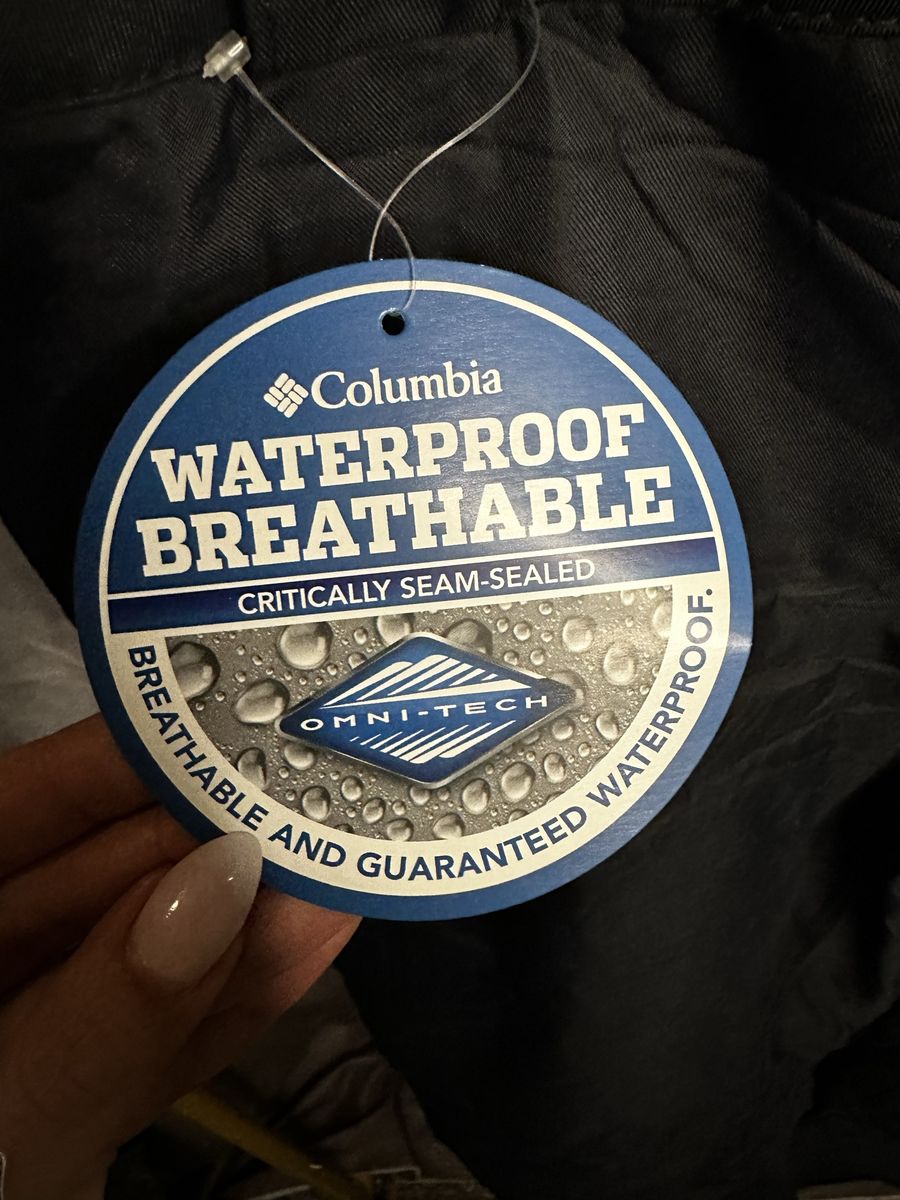 Columbia
WATERPROOF
BREATHABLE
CRITICALLY SEAM-SEALED
OMNI-TECH
BREATHABLE AND GUARANTEED WATERPROOF.